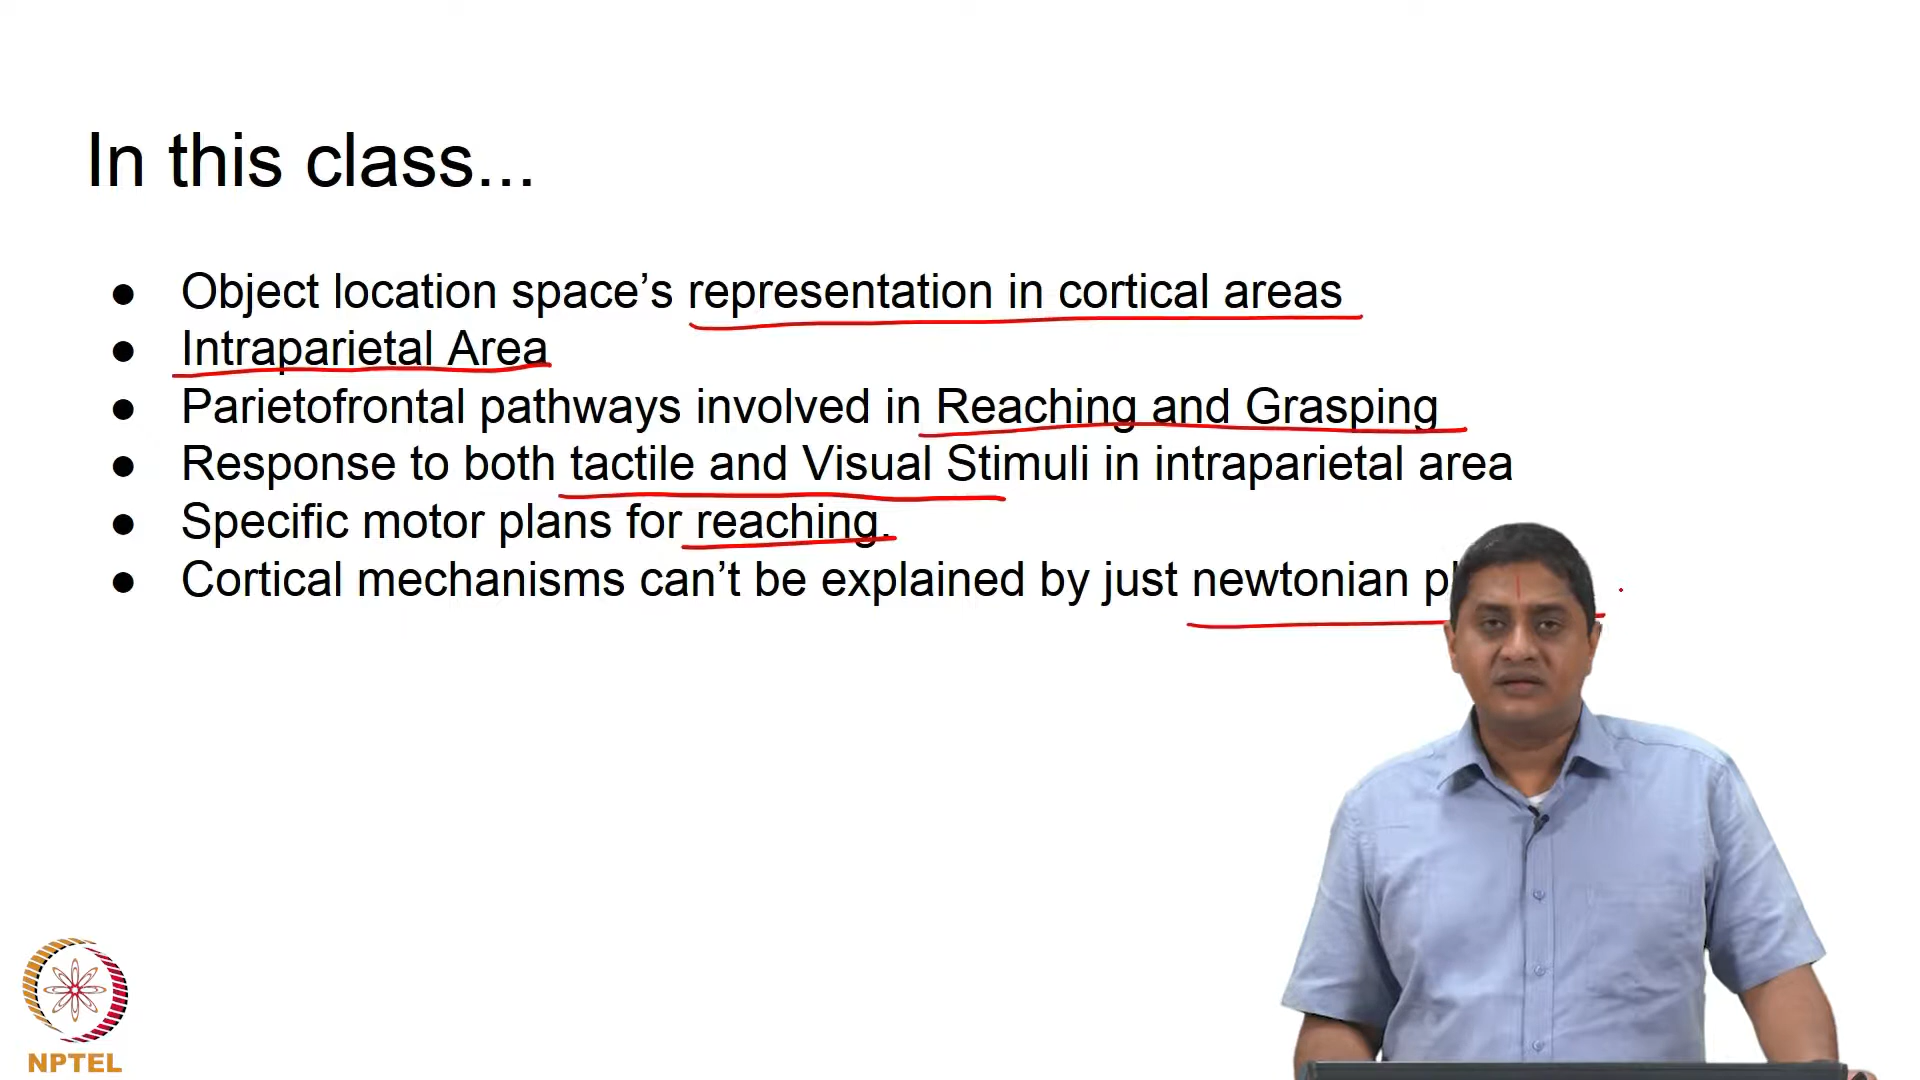 In this class...
● Object location space’s representation in cortical areas
● Intraparietal Area
● Parietofrontal pathways involved in Reaching and Grasping
● Response to both tactile and Visual Stimuli in intraparietal area
● Specific motor plans for reaching.
● Cortical mechanisms can’t be explained by just newtonian
NPTEL